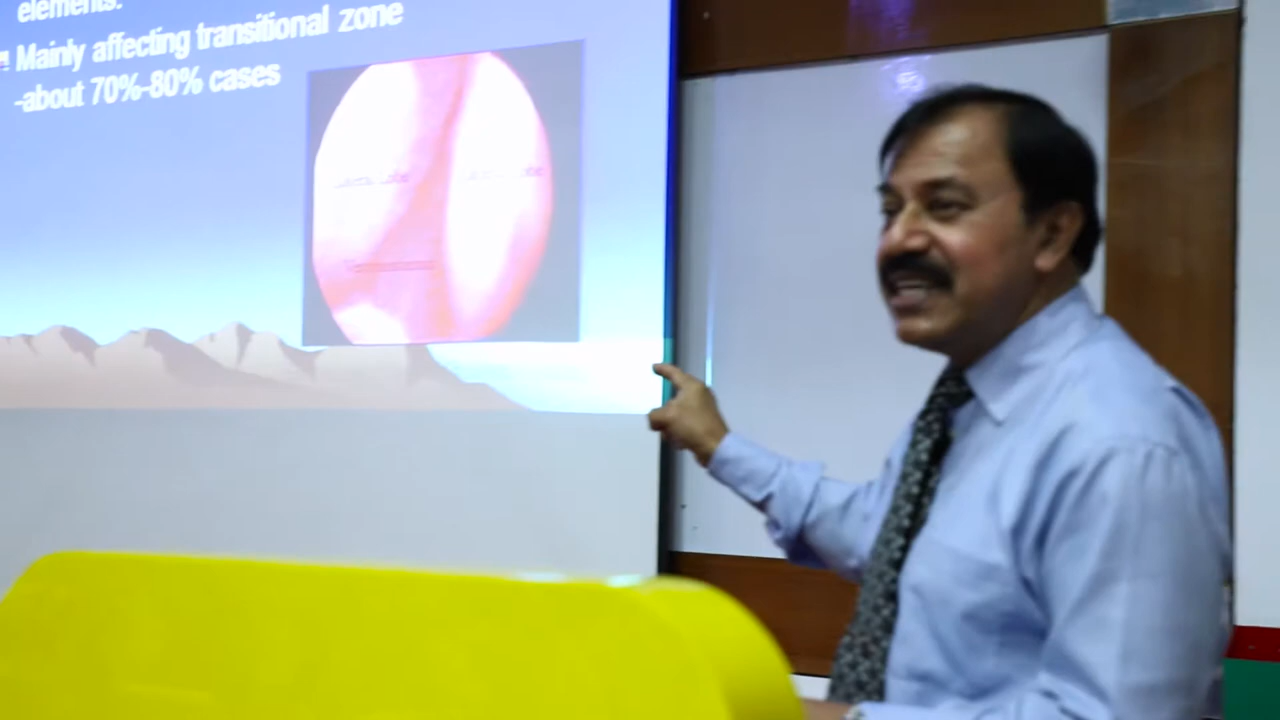 elements.
Mainly affecting transitional zone
-about 70%-80% cases